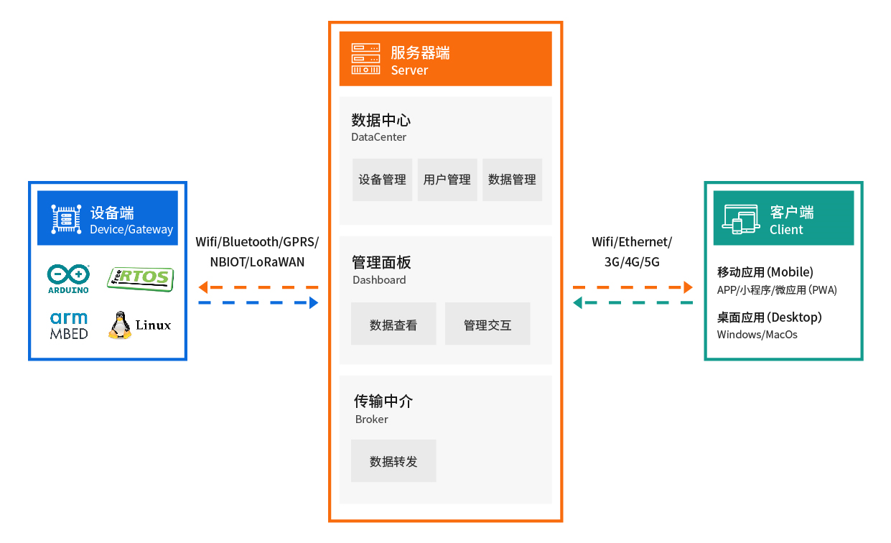 服务器端
Server
数据中心
DataCenter
设备管理
用户管理
数据管理
管理面板
Dashboard
数据查看
管理交互
传输中介
Broker
数据转发
设备端
Device/Gateway
ARDUINO
FreeRTOS
arm
MBED
Linux
Wifi/Bluetooth/GPRS/
NBIOT/LoRaWAN
Wifi/Ethernet/
3G/4G/5G
客户端
Client
移动应用(Mobile)
APP/小程序/微应用(PWA)
桌面应用(Desktop)
Windows/MacOs